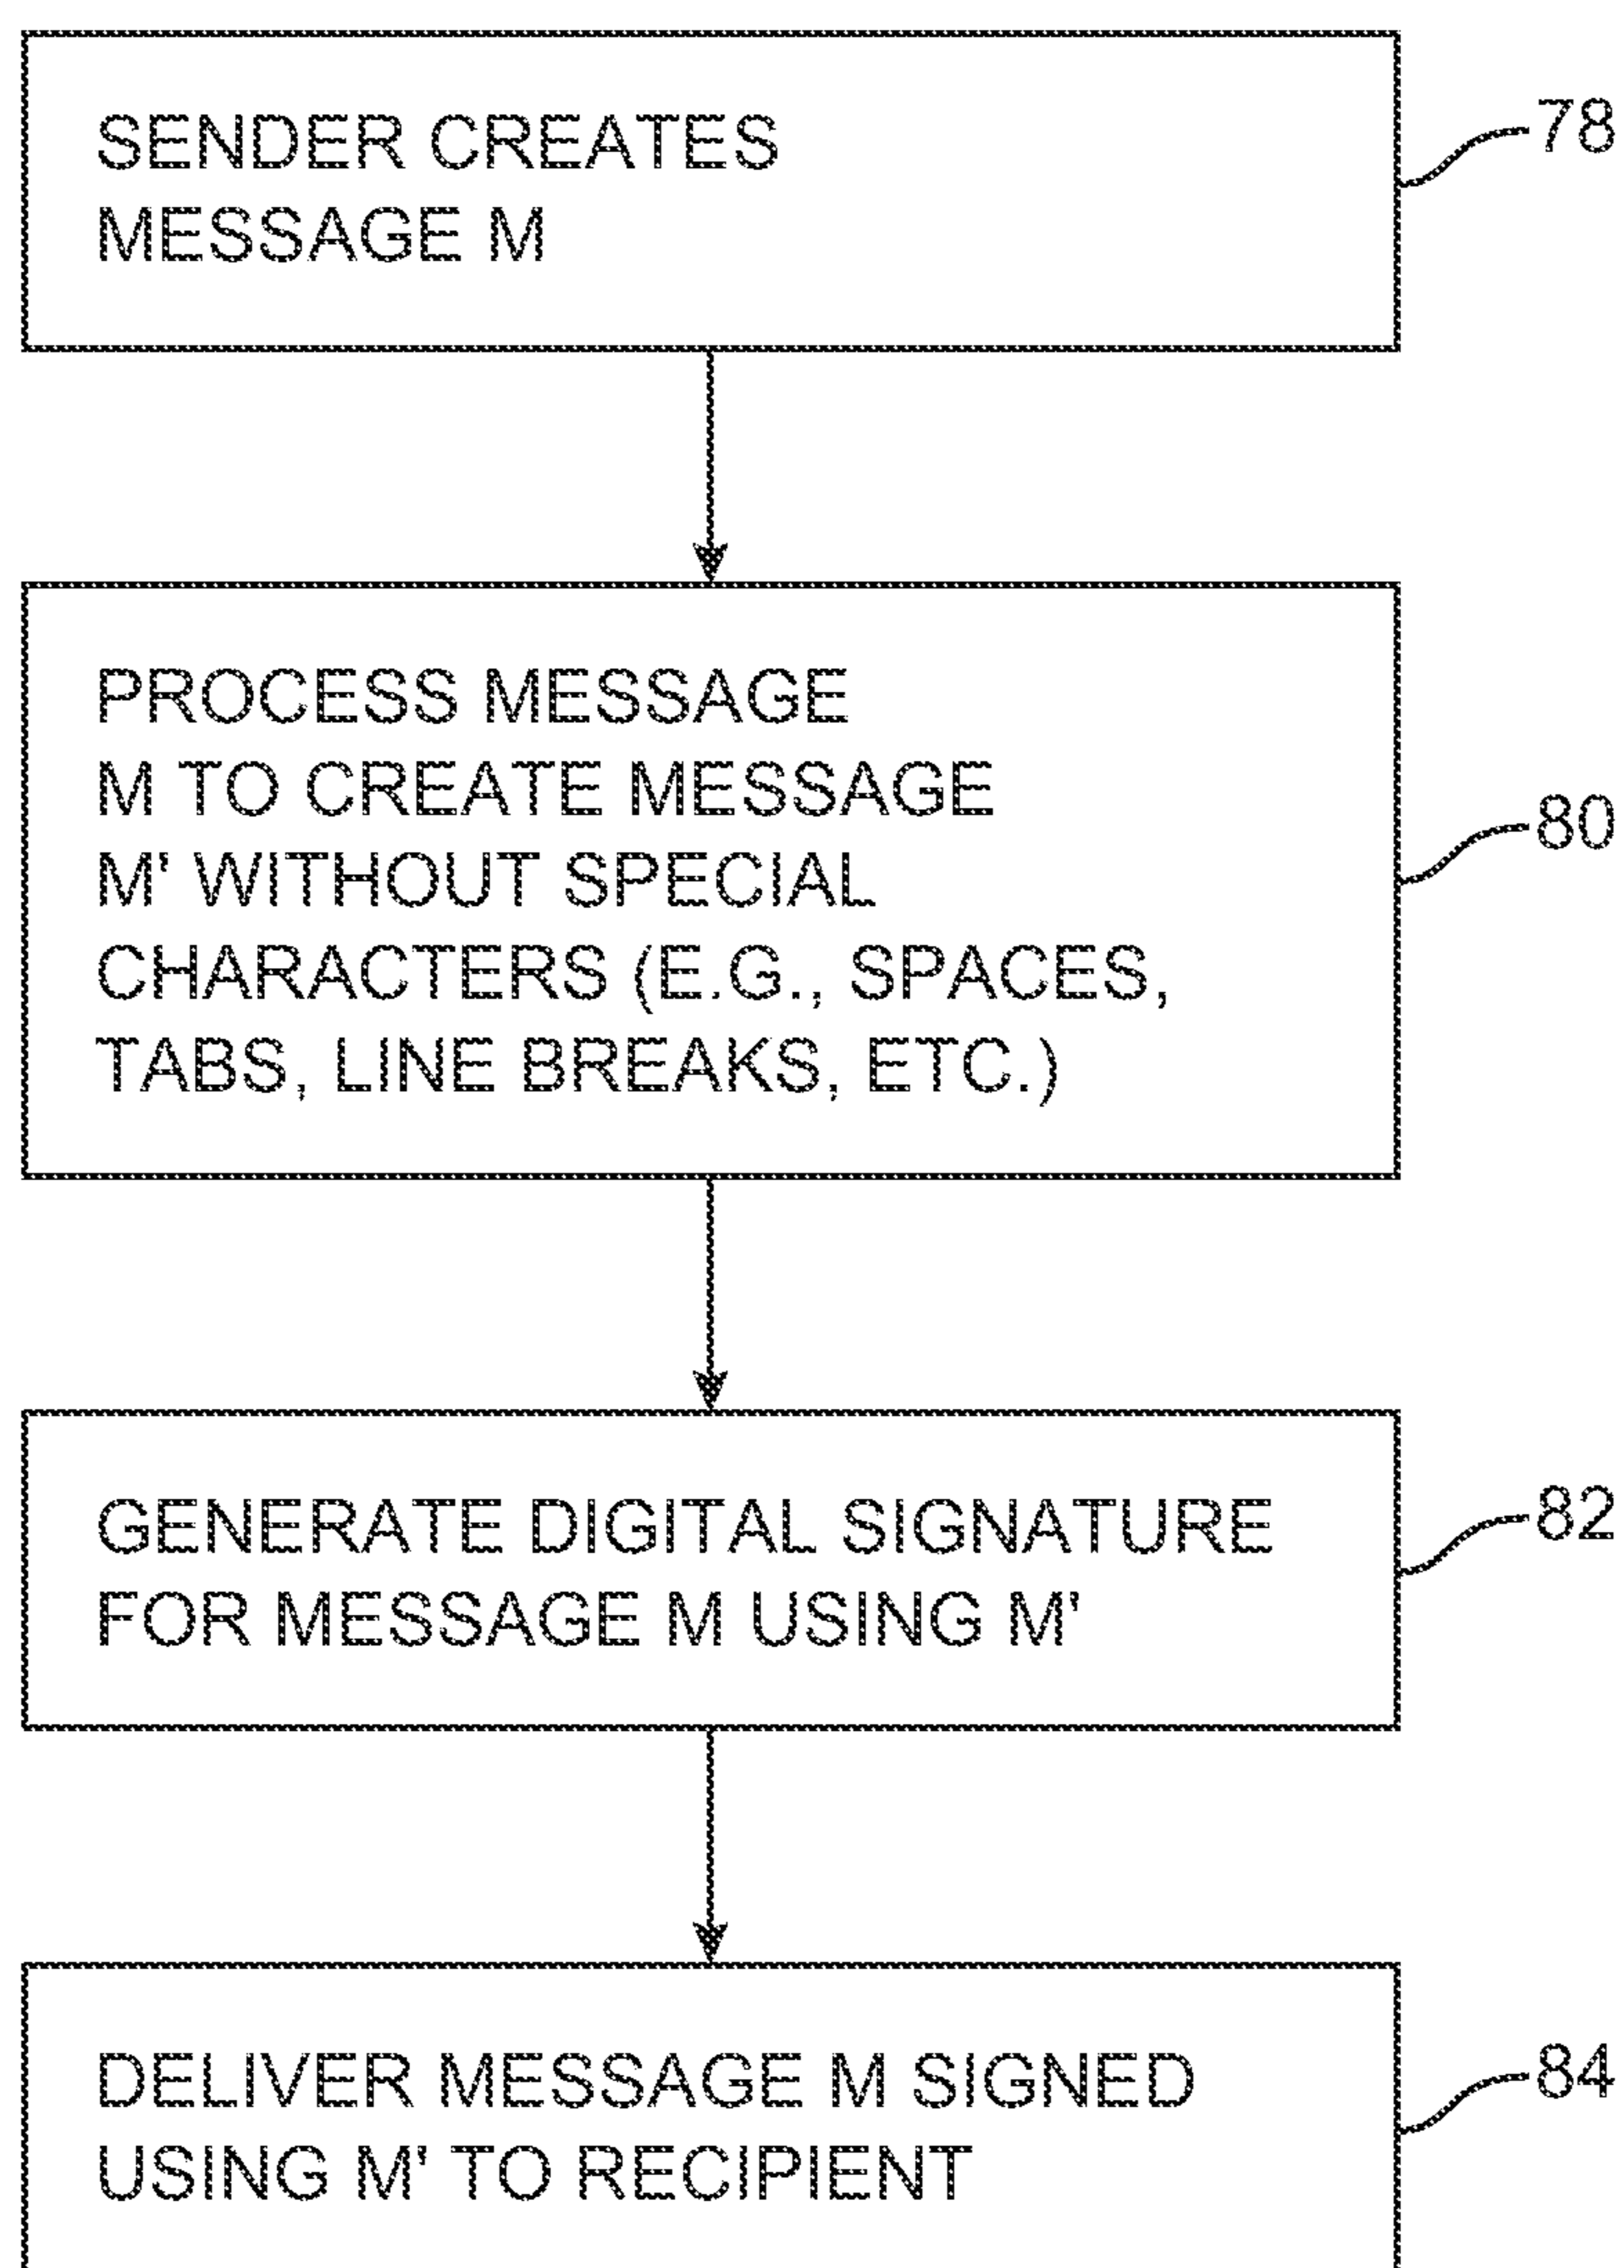 SENDER CREATES
MESSAGE M
78
PROCESS MESSAGE
M TO CREATE MESSAGE
M' WITHOUT SPECIAL
CHARACTERS (E.G., SPACES,
TABS, LINE BREAKS, ETC.)
80
GENERATE DIGITAL SIGNATURE
FOR MESSAGE M USING M'
82
DELIVER MESSAGE M SIGNED
USING M' TO RECIPIENT
84